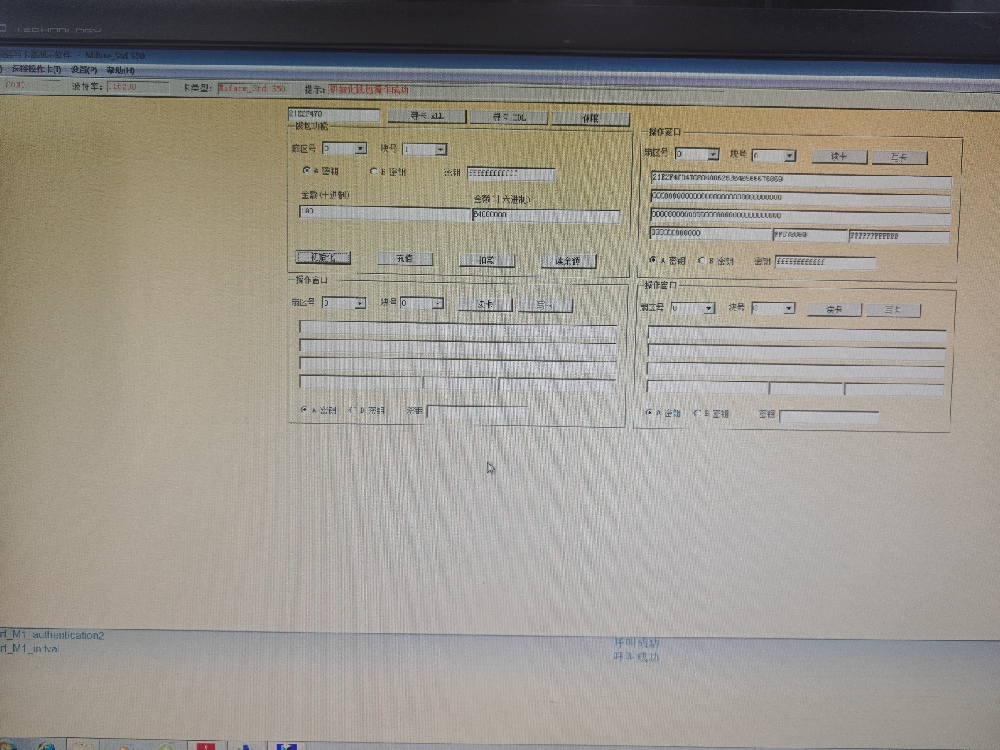 TECHNOLOGY
读写卡器演示软件 - Mifare_Std S50
选择操作卡(I) 设置(P) 帮助(H)
COM3 波特率: 115200 卡类型: Mifare_Std S50 提示: 初始化钱包操作成功
21E2F470 寻卡.ALL 寻卡.IDL 休眠
钱包功能
扇区号 0 块号 1
A 密钥 B 密钥 密钥 ffffffffffff
金额(十进制) 金额(十六进制)
100 64000000
初始化 充值 扣款 读余额
操作窗口
扇区号 0 块号 0 读卡 写卡
21E2F470470804006263646566676869
00000000000000000000000000000000
00000000000000000000000000000000
000000000000 FF078069 FFFFFFFFFFFF
A 密钥 B 密钥 密钥 ffffffffffff
操作窗口
扇区号 0 块号 0 读卡 写卡
A 密钥 B 密钥 密钥
操作窗口
扇区号 0 块号 0 读卡 写卡
A 密钥 B 密钥 密钥
rf_M1_authentication2 呼叫成功
rf_M1_initval 呼叫成功